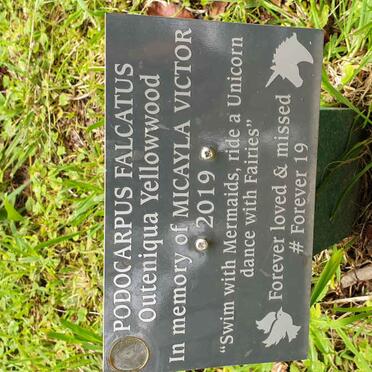 PODOCARPUS FALCATUS
Outeniqua Yellowwood
In memory of MICAYLA VICTOR
2019
“Swim with Mermaids, ride a Unicorn
dance with Fairies”
Forever loved & missed
# Forever 19